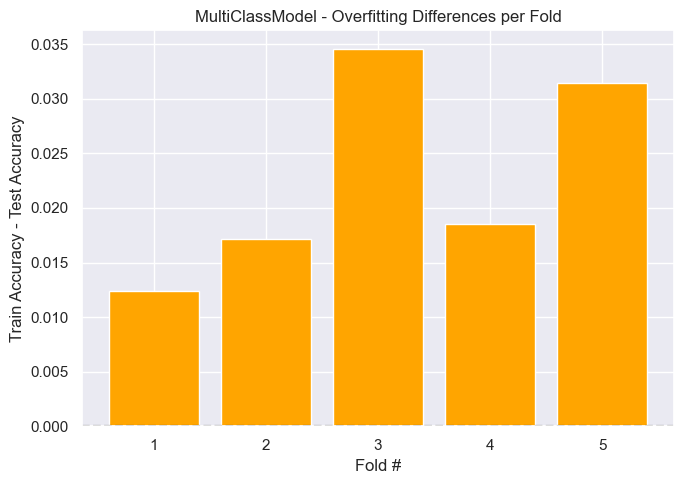 MultiClassModel - Overfitting Differences per Fold
Train Accuracy - Test Accuracy
0.035
0.030
0.025
0.020
0.015
0.010
0.005
0.000
1 2 3 4 5
Fold #